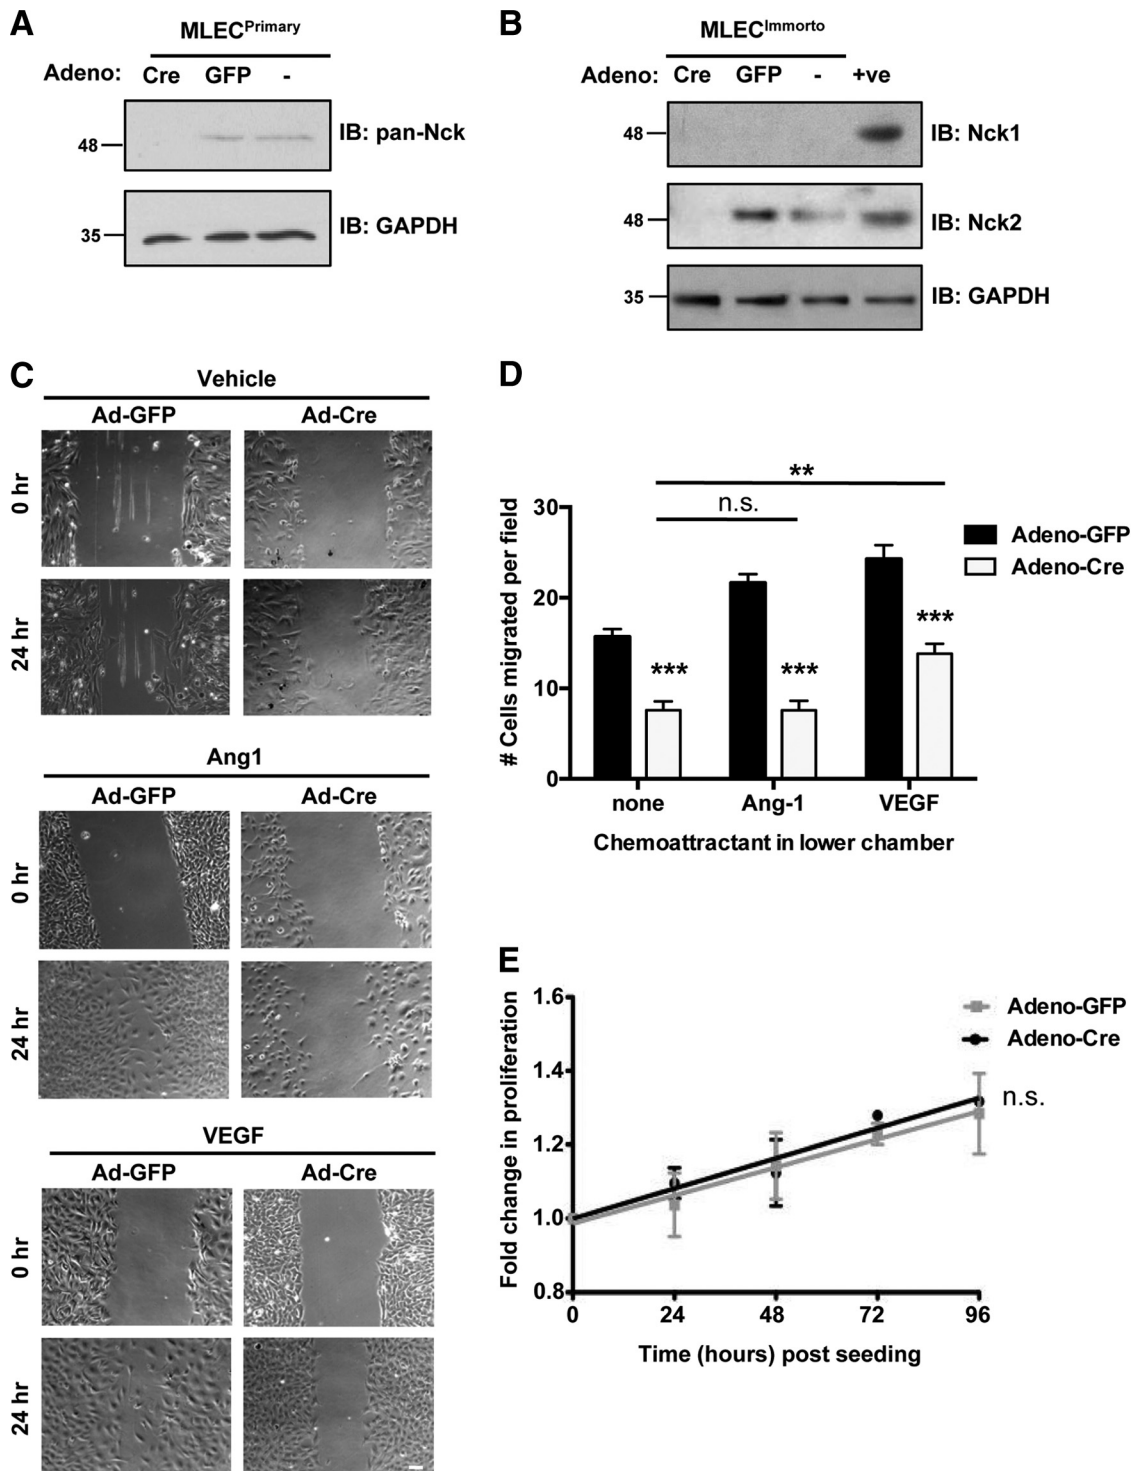 A
MLECPrimary
Adeno: Cre GFP -
48
IB: pan-Nck
35
IB: GAPDH
B
MLECImmorto
Adeno: Cre GFP - +ve
48
IB: Nck1
48
IB: Nck2
35
IB: GAPDH
C
Vehicle
Ad-GFP Ad-Cre
0 hr
24 hr
Ang1
Ad-GFP Ad-Cre
0 hr
24 hr
VEGF
Ad-GFP Ad-Cre
0 hr
24 hr
D
# Cells migrated per field
30
20
10
0
**
n.s.
***
***
***
Adeno-GFP
Adeno-Cre
none Ang-1 VEGF
Chemoattractant in lower chamber
E
Fold change in proliferation
1.6
1.4
1.2
1.0
0.8
Adeno-GFP
Adeno-Cre
n.s.
0 24 48 72 96
Time (hours) post seeding